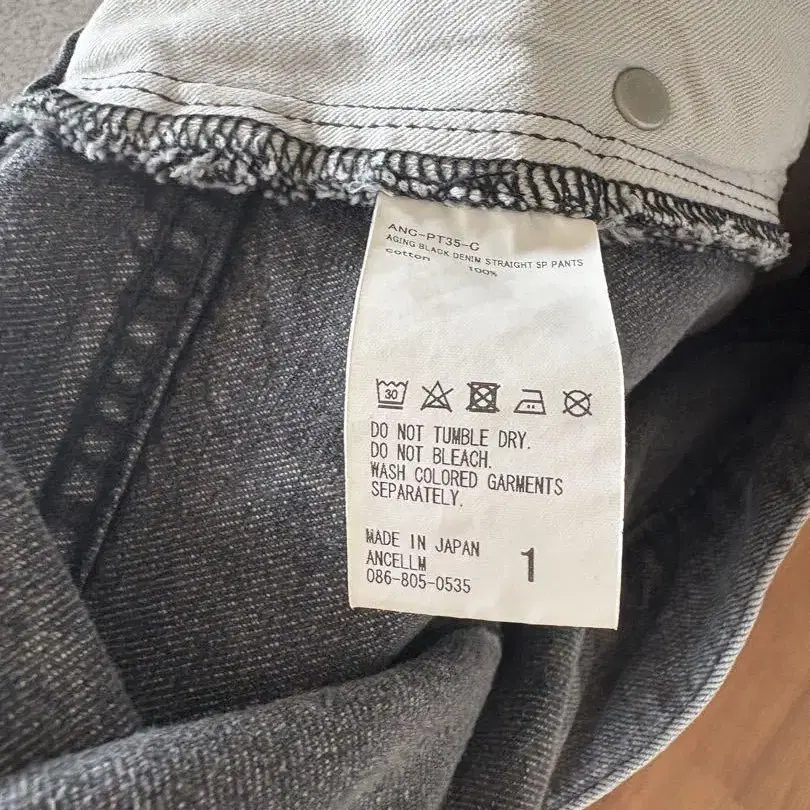 ANC-PT35-C
AGING BLACK DENIM STRAIGHT SP PANTS
cotton 100%
30
DO NOT TUMBLE DRY.
DO NOT BLEACH.
WASH COLORED GARMENTS
SEPARATELY.
MADE IN JAPAN
ANCELLM
086-805-0535
1